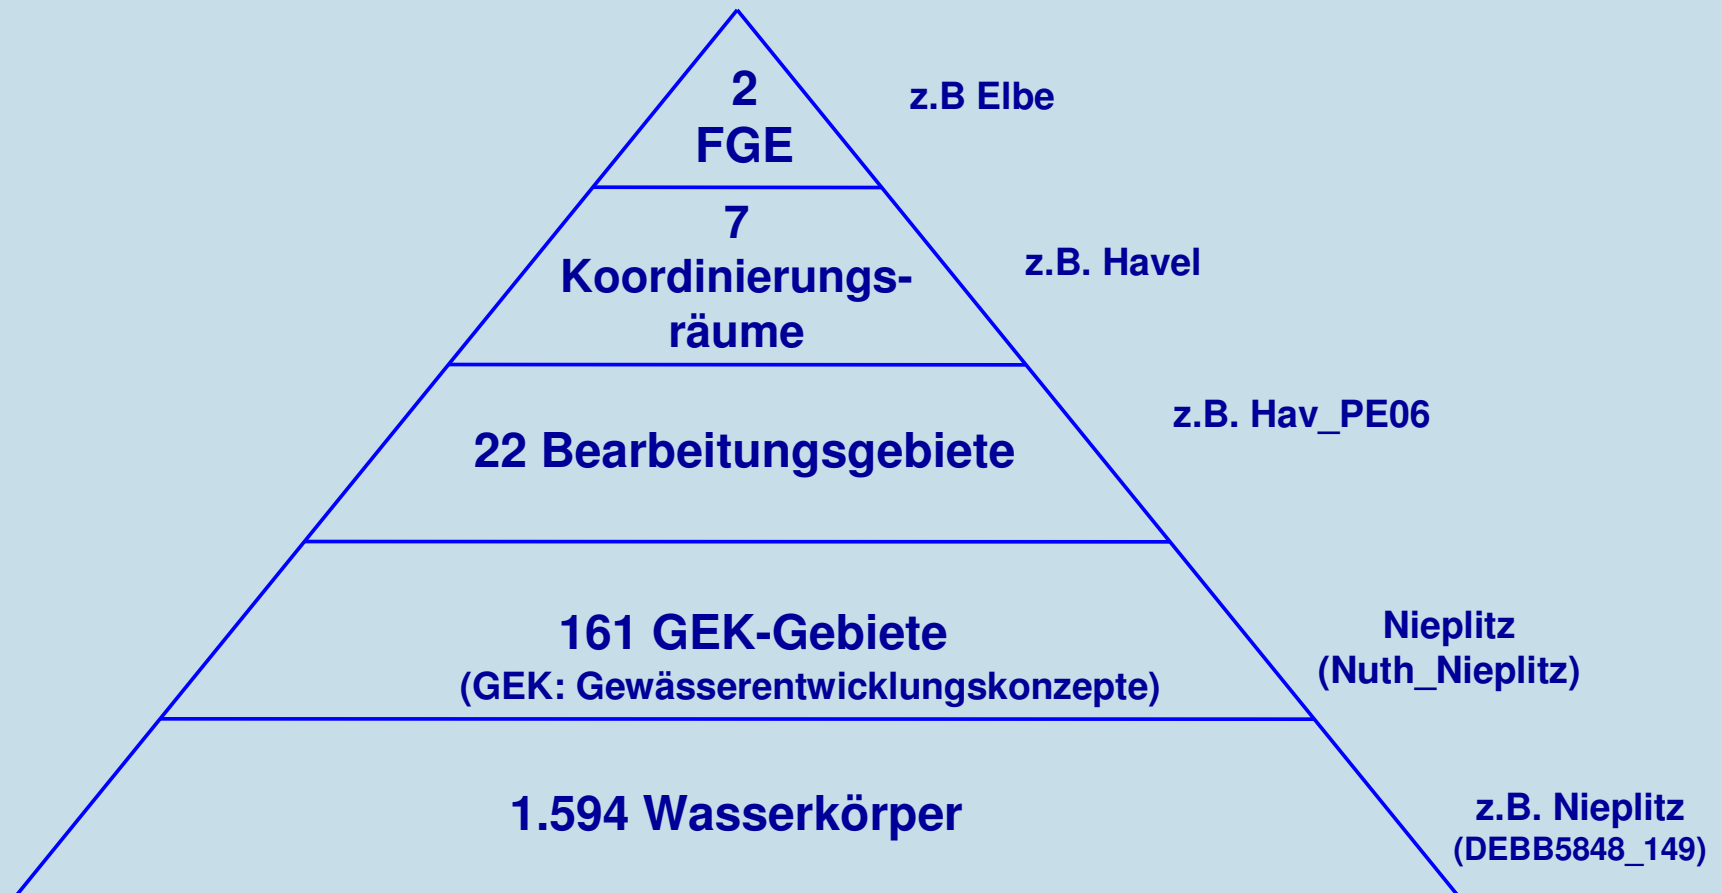 2
FGE
z.B Elbe
7
Koordinierungs-
räume
z.B. Havel
22 Bearbeitungsgebiete
z.B. Hav_PE06
161 GEK-Gebiete
(GEK: Gewässerentwicklungskonzepte)
Nieplitz
(Nuth_Nieplitz)
1.594 Wasserkörper
z.B. Nieplitz
(DEBB5848_149)